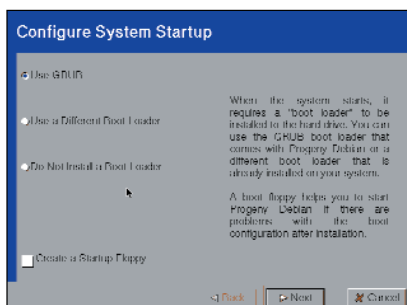 Configure System Startup
Use GRUB
Use a Different Boot Loader
Do Not Install a Boot Loader
When the system starts, it
requires a "boot loader" to be
installed to the hard drive. You can
use the GRUB boot loader that
comes with Progeny Debian or a
different boot loader that is
already installed on your system.
A boot floppy helps you to start
Progeny Debian if there are
problems with the boot
configuration after installation.
Create a Startup Floppy
Back
Next
Cancel